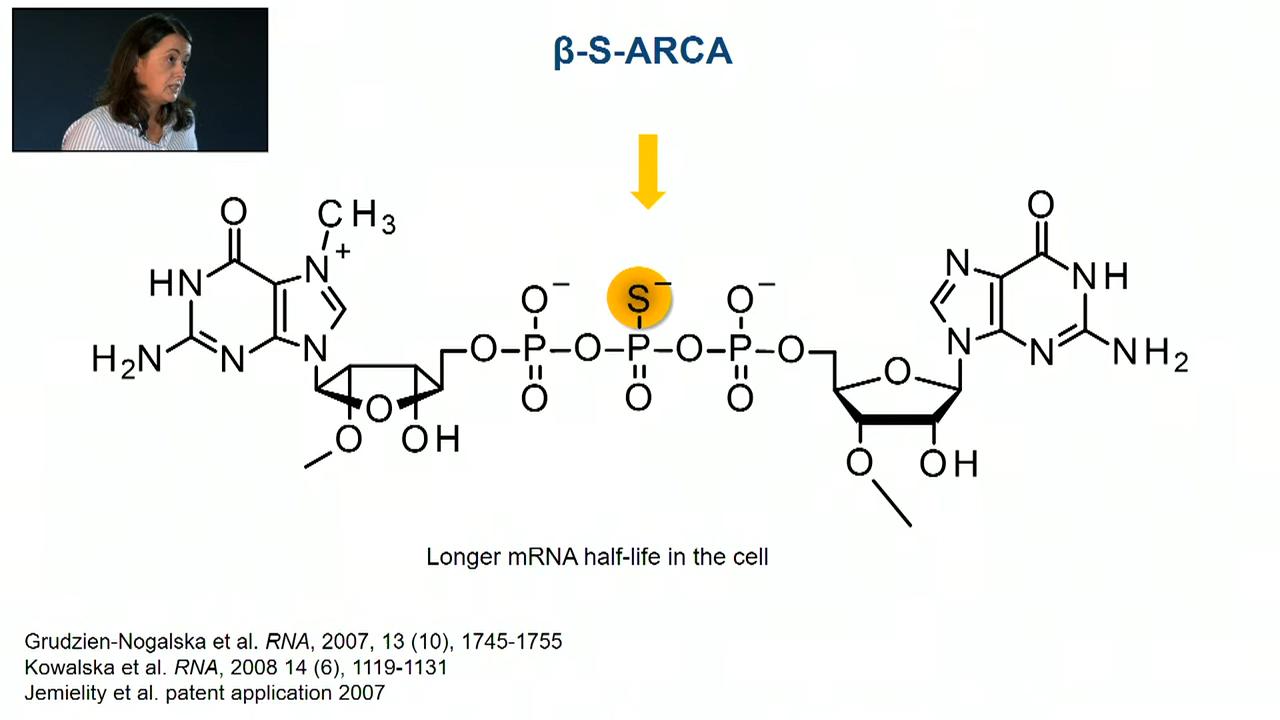 β-S-ARCA
O
CH3
+
HN
N
H2N
N
N
O
O
OH
O
O⁻
S⁻
O⁻
O–P–O–P–O–P–O
O
O
O
O
N
NH
N
N
NH2
O
O
OH
Longer mRNA half-life in the cell
Grudzien-Nogalska et al. RNA, 2007, 13 (10), 1745-1755
Kowalska et al. RNA, 2008 14 (6), 1119-1131
Jemielity et al. patent application 2007